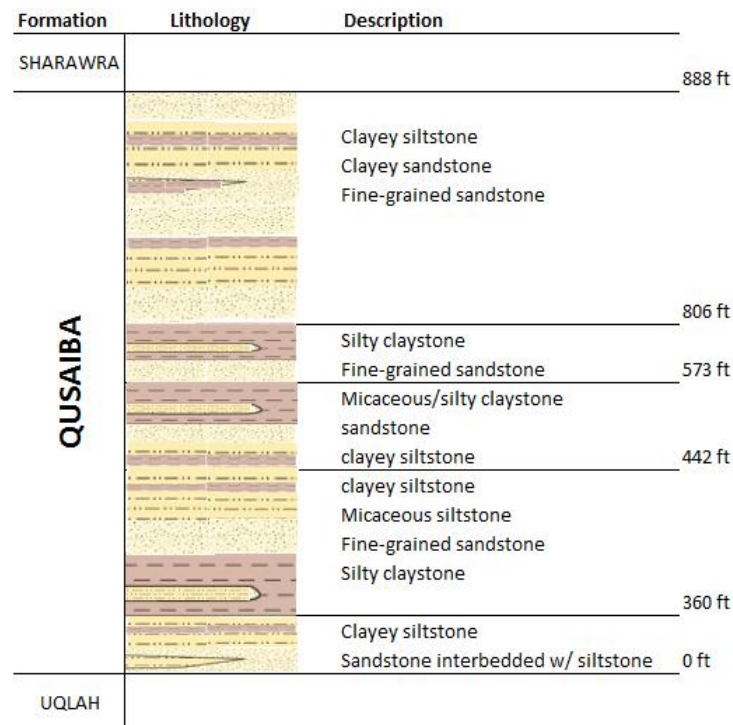 Formation Lithology Description
SHARAWRA
888 ft
Clayey siltstone
Clayey sandstone
Fine-grained sandstone
806 ft
QUSAIBA
Silty claystone
Fine-grained sandstone 573 ft
Micaceous/silty claystone
sandstone
clayey siltstone 442 ft
clayey siltstone
Micaceous siltstone
Fine-grained sandstone
Silty claystone
360 ft
Clayey siltstone
Sandstone interbedded w/ siltstone 0 ft
UQLAH